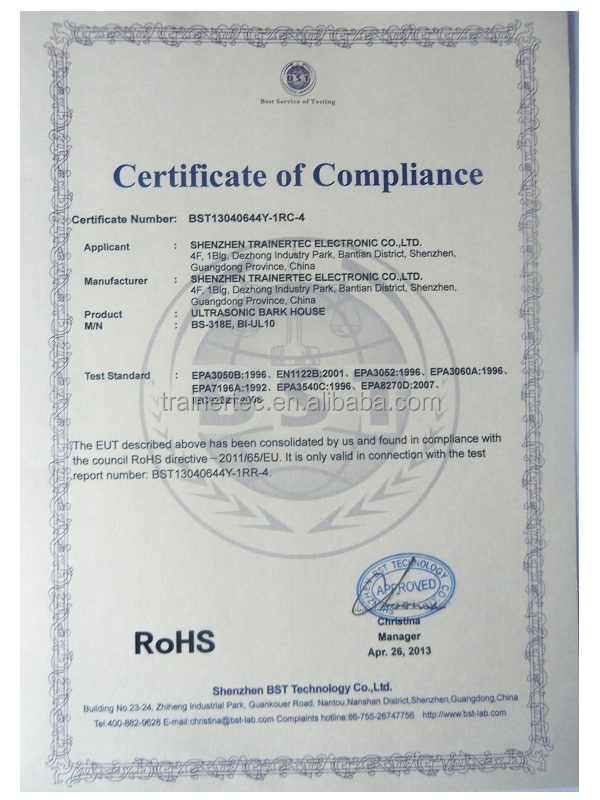 BST
Best Service of Testing
Certificate of Compliance
Certificate Number: BST13040644Y-1RC-4
Applicant : SHENZHEN TRAINERTEC ELECTRONIC CO.,LTD.
4F, 1Blg, Dezhong Industry Park, Bantian District, Shenzhen,
Guangdong Province, China
Manufacturer : SHENZHEN TRAINERTEC ELECTRONIC CO.,LTD.
4F, 1Blg, Dezhong Industry Park, Bantian District, Shenzhen,
Guangdong Province, China
Product : ULTRASONIC BARK HOUSE
M/N : BS-318E, BI-UL10
Test Standard : EPA3050B:1996、EN1122B:2001、EPA3052:1996、EPA3060A:1996、
EPA7196A:1992、EPA3540C:1996、EPA8270D:2007、
trainertec.en.alibaba.com
BST
The EUT described above has been consolidated by us and found in compliance with
the council RoHS directive－2011/65/EU. It is only valid in connection with the test
report number: BST13040644Y-1RR-4.
SHENZHEN BST TECHNOLOGY CO.,LTD
APPROVED
Christina
Manager
Apr. 26, 2013
RoHS
Shenzhen BST Technology Co.,Ltd.
Building No.23-24, Zhiheng Industrial Park, Guankouer Road, Nantou,Nanshan District,Shenzhen,Guangdong,China
Tel:400-882-9628 E-mail:christina@bst-lab.com Complaints hotline:86-755-26747756 http://www.bst-lab.com